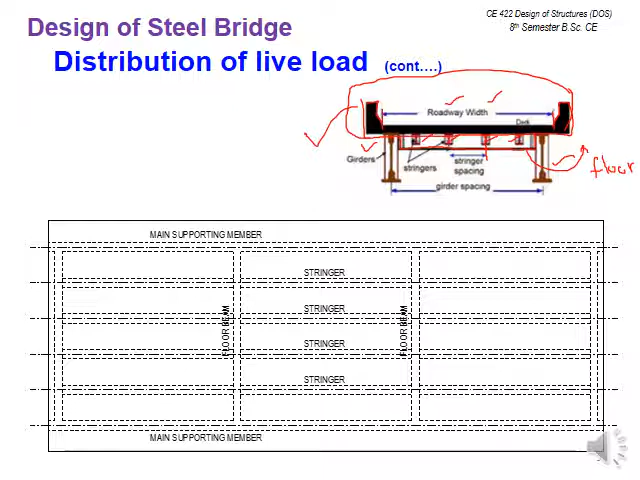 Design of Steel Bridge
CE 422 Design of Structures (DOS)
8th Semester B.Sc. CE
Distribution of live load (cont….)
Roadway Width
Deck
Girders
stringers
stringer
spacing
floor
girder spacing
MAIN SUPPORTING MEMBER
STRINGER
FLOOR BEAM
STRINGER
FLOOR BEAM
STRINGER
STRINGER
MAIN SUPPORTING MEMBER